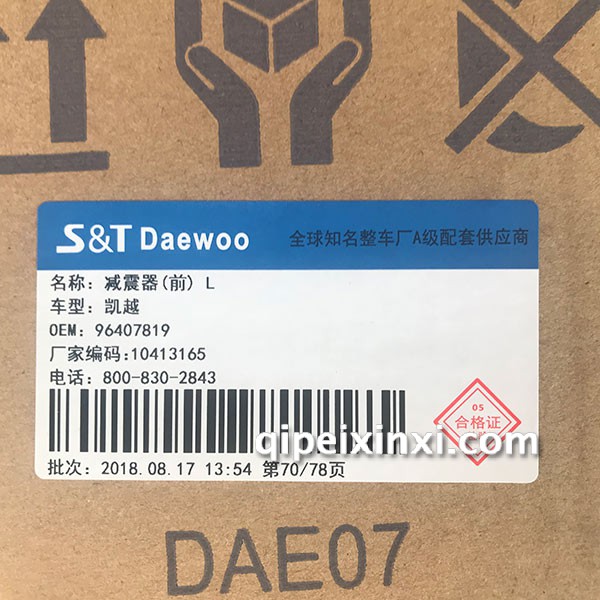 S&T Daewoo 全球知名整车厂A级配套供应商
名称: 减震器(前) L
车型: 凯越
OEM: 96407819
厂家编码:10413165
电话: 800-830-2843
05
合格证
qipeixinxi.com
批次: 2018.08.17 13:54 第70/78页
DAE07